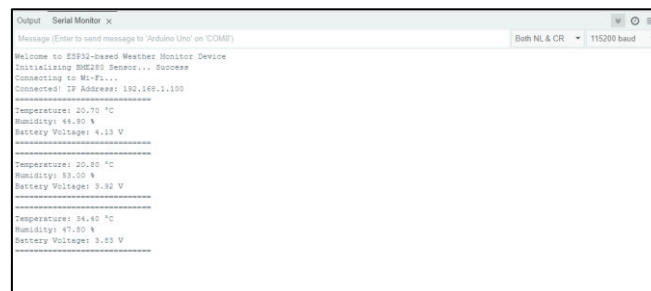 Output Serial Monitor ×
Message (Enter to send message to 'Arduino Uno' on 'COM8') Both NL & CR 115200 baud
Welcome to ESP32-based Weather Monitor Device
Initializing BME280 Sensor... Success
Connecting to Wi-Fi...
Connected! IP Address: 192.168.1.100
==============================
Temperature: 20.70 °C
Humidity: 44.90 %
Battery Voltage: 4.13 V
==============================
==============================
Temperature: 20.80 °C
Humidity: 53.00 %
Battery Voltage: 3.92 V
==============================
==============================
Temperature: 34.40 °C
Humidity: 47.80 %
Battery Voltage: 3.83 V
==============================